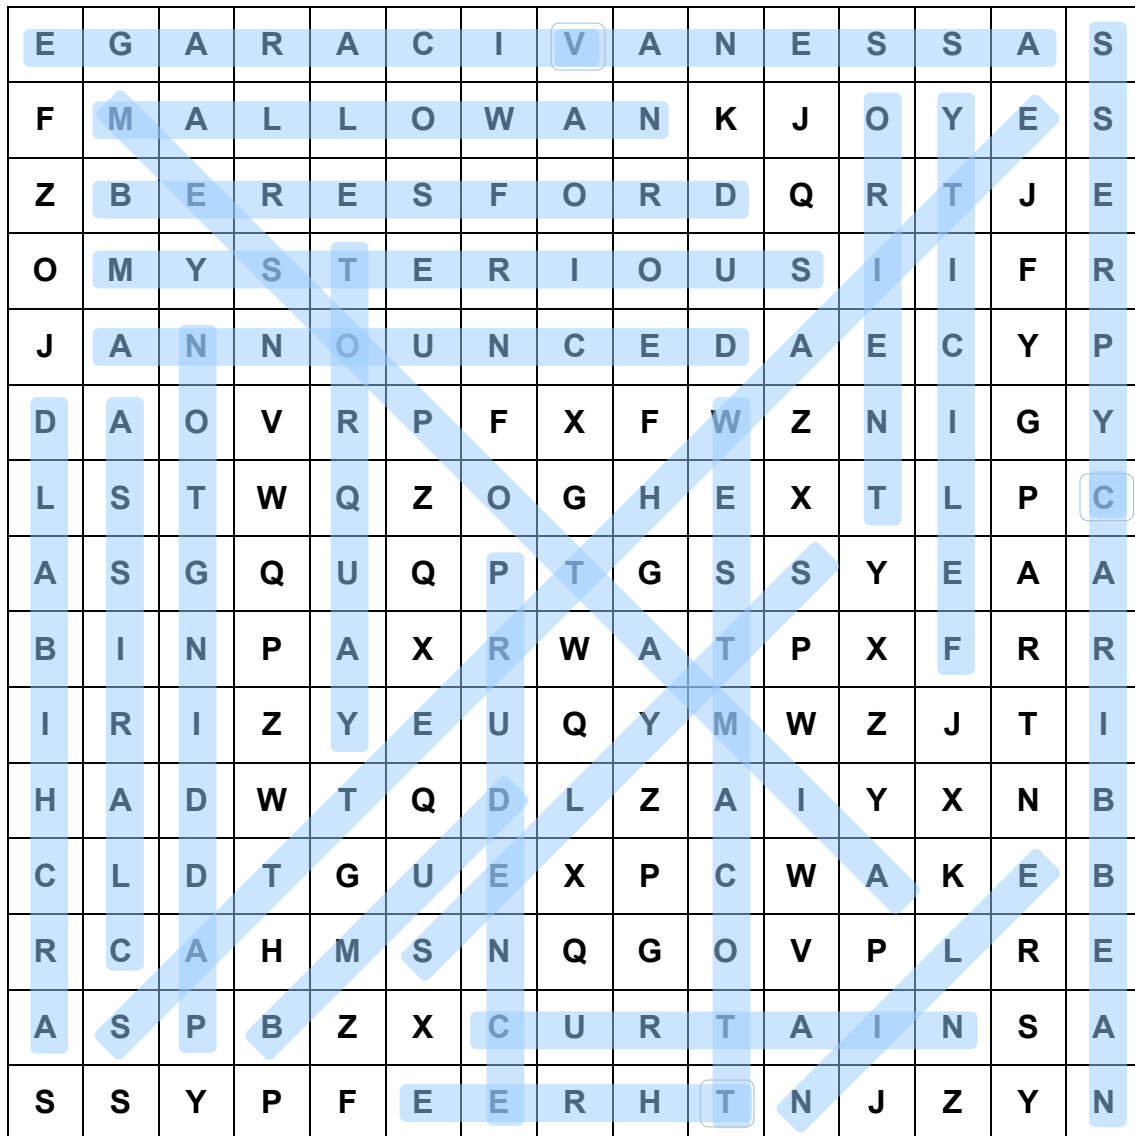 E G A R A C I V A N E S S A S
F M A L L O W A N K J O Y E S
Z B E R E S F O R D Q R T J E
O M Y S T E R I O U S I I F R
J A N N O U N C E D A E C Y P
D A O V R P F X F W Z N I G Y
L S T W Q Z O G H E X T L P C
A S G Q U Q P T G S S Y E A A
B I N P A X R W A T P X F R R
I R I Z Y E U Q Y M W Z J T I
H A D W T Q D L Z A I Y X N B
C L D T G U E X P C W A K E B
R C A H M S N Q G O V P L R E
A S P B Z X C U R T A I N S A
S S Y P F E E R H T N J Z Y N